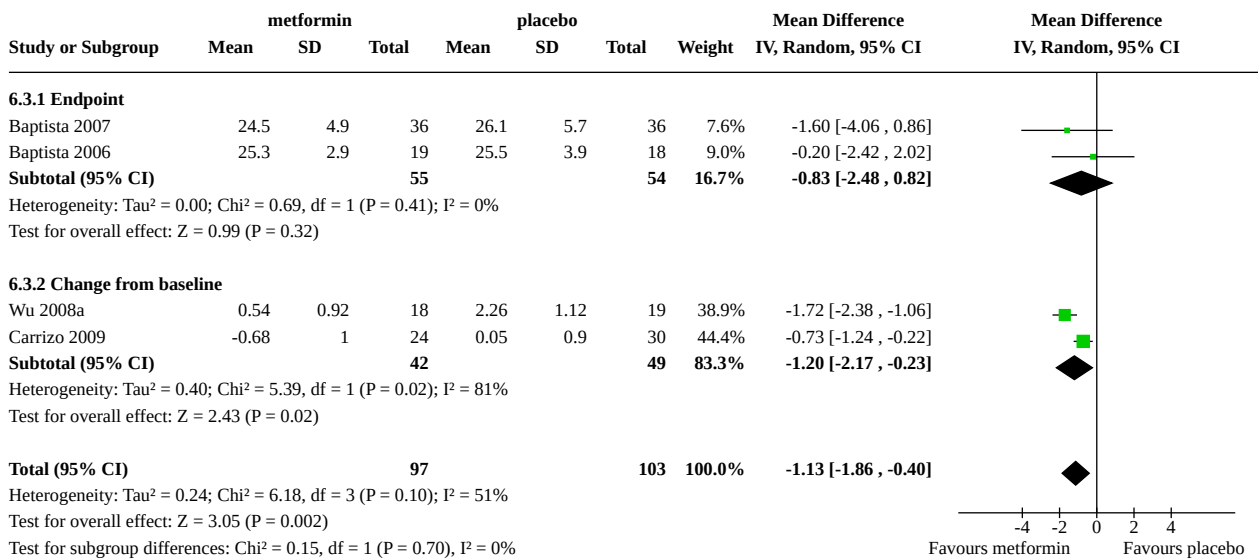 metformin placebo Mean Difference Mean Difference
Study or Subgroup Mean SD Total Mean SD Total Weight IV, Random, 95% CI IV, Random, 95% CI
6.3.1 Endpoint
Baptista 2007 24.5 4.9 36 26.1 5.7 36 7.6% -1.60 [-4.06 , 0.86]
Baptista 2006 25.3 2.9 19 25.5 3.9 18 9.0% -0.20 [-2.42 , 2.02]
Subtotal (95% CI) 55 54 16.7% -0.83 [-2.48 , 0.82]
Heterogeneity: Tau² = 0.00; Chi² = 0.69, df = 1 (P = 0.41); I² = 0%
Test for overall effect: Z = 0.99 (P = 0.32)
6.3.2 Change from baseline
Wu 2008a 0.54 0.92 18 2.26 1.12 19 38.9% -1.72 [-2.38 , -1.06]
Carrizo 2009 -0.68 1 24 0.05 0.9 30 44.4% -0.73 [-1.24 , -0.22]
Subtotal (95% CI) 42 49 83.3% -1.20 [-2.17 , -0.23]
Heterogeneity: Tau² = 0.40; Chi² = 5.39, df = 1 (P = 0.02); I² = 81%
Test for overall effect: Z = 2.43 (P = 0.02)
Total (95% CI) 97 103 100.0% -1.13 [-1.86 , -0.40]
Heterogeneity: Tau² = 0.24; Chi² = 6.18, df = 3 (P = 0.10); I² = 51%
Test for overall effect: Z = 3.05 (P = 0.002)
-4 -2 0 2 4
Test for subgroup differences: Chi² = 0.15, df = 1 (P = 0.70), I² = 0%
Favours metformin Favours placebo